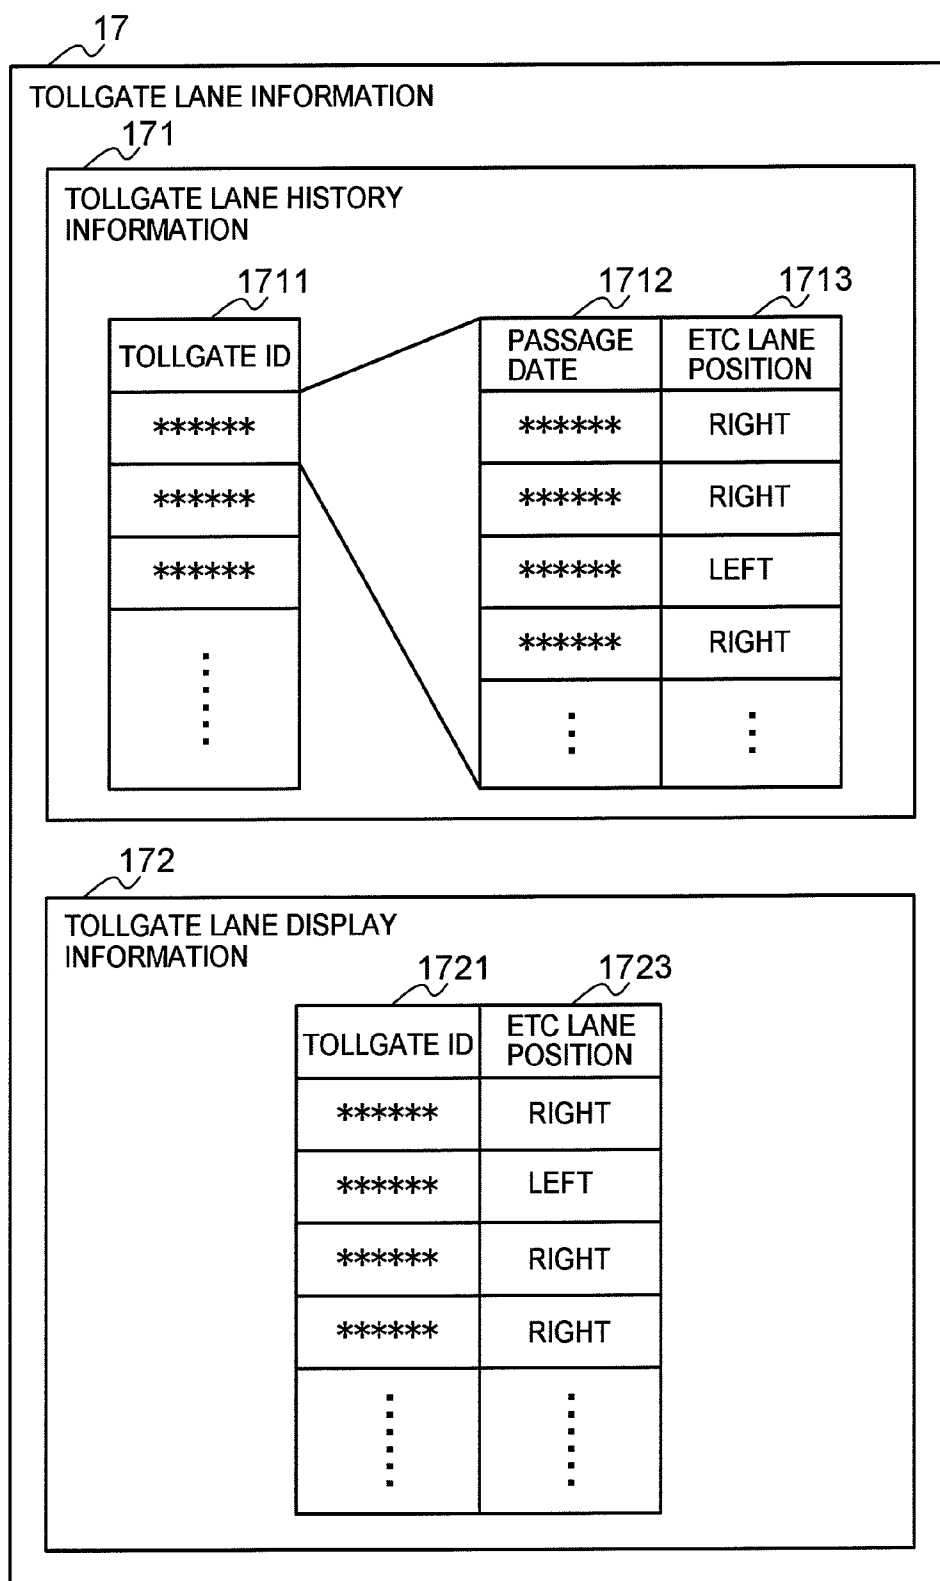 17
TOLLGATE LANE INFORMATION
171
TOLLGATE LANE HISTORY
INFORMATION
1711
TOLLGATE ID
******
******
******
1712 1713
PASSAGE DATE ETC LANE POSITION
****** RIGHT
****** RIGHT
****** LEFT
****** RIGHT
172
TOLLGATE LANE DISPLAY
INFORMATION
1721 1723
TOLLGATE ID ETC LANE POSITION
****** RIGHT
****** LEFT
****** RIGHT
****** RIGHT